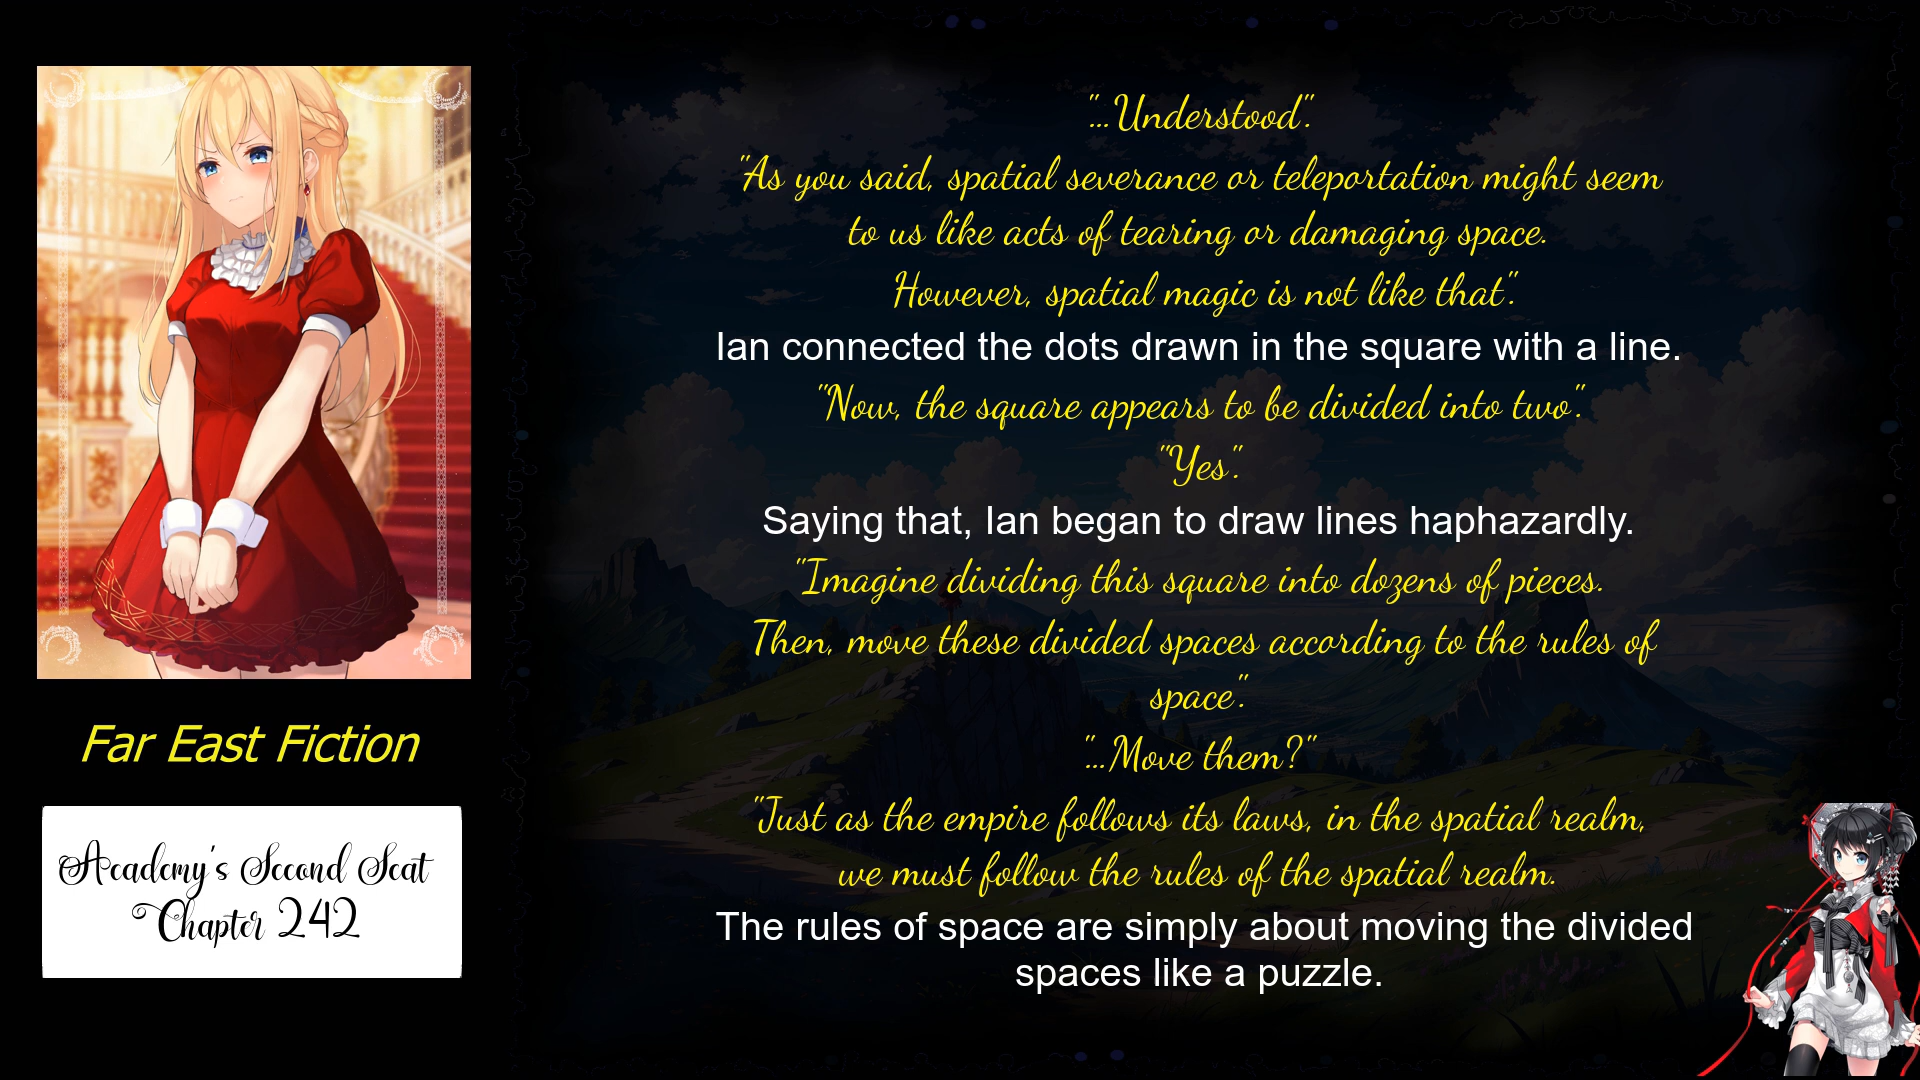 "...Understood".
"As you said, spatial severance or teleportation might seem
to us like acts of tearing or damaging space.
However, spatial magic is not like that".
Ian connected the dots drawn in the square with a line.
"Now, the square appears to be divided into two".
"Yes".
Saying that, Ian began to draw lines haphazardly.
"Imagine dividing this square into dozens of pieces.
Then, move these divided spaces according to the rules of
space".
"...Move them?"
"Just as the empire follows its laws, in the spatial realm,
we must follow the rules of the spatial realm.
The rules of space are simply about moving the divided
spaces like a puzzle.
Far East Fiction
Academy's Second Seat
Chapter 242